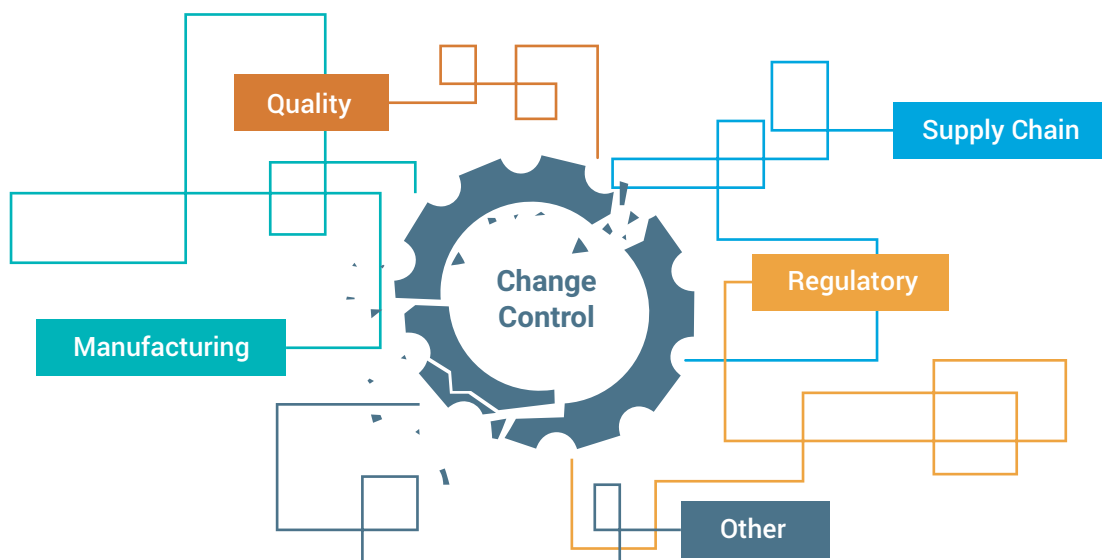 Quality
Supply Chain
Change
Control
Regulatory
Manufacturing
Other